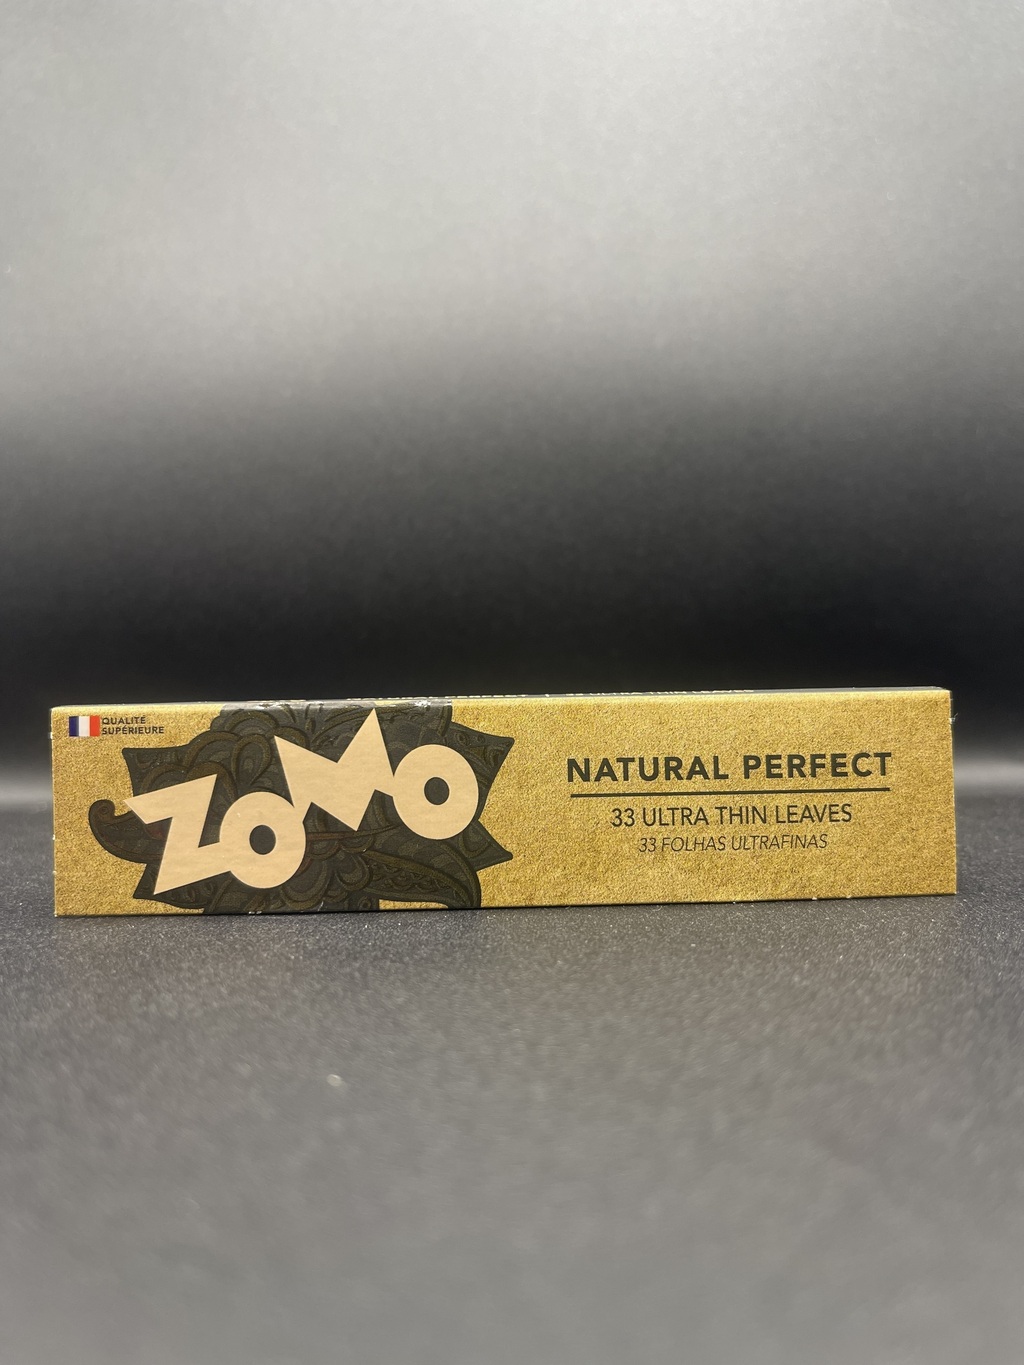 QUALITÉ
SUPÉRIEURE
ZOMO
NATURAL PERFECT
33 ULTRA THIN LEAVES
33 FOLHAS ULTRAFINAS